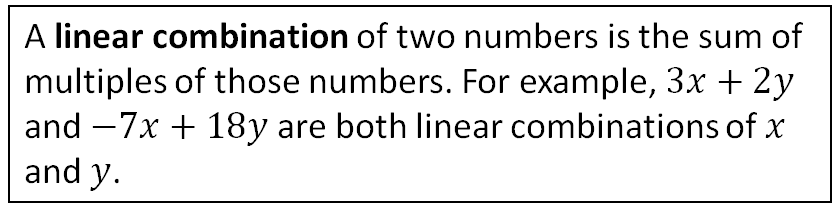 A linear combination of two numbers is the sum of
multiples of those numbers. For example, 3x + 2y
and −7x + 18y are both linear combinations of x
and y.